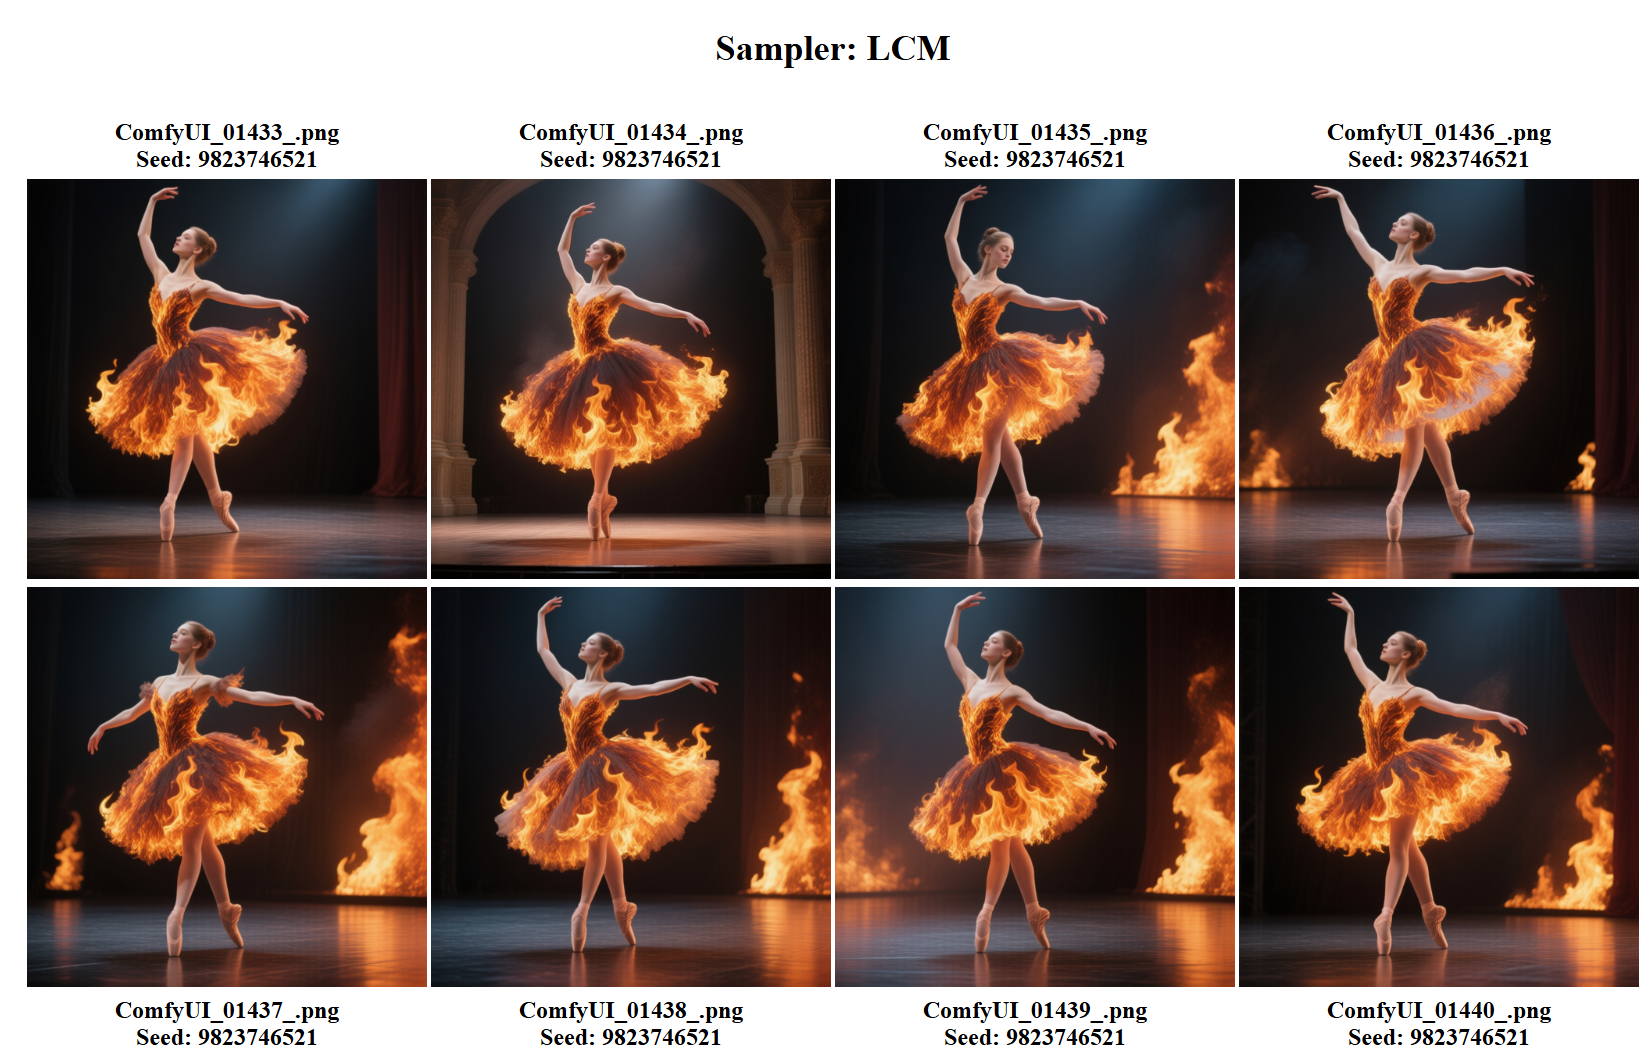 Sampler: LCM
ComfyUI_01433_.png
Seed: 9823746521
ComfyUI_01434_.png
Seed: 9823746521
ComfyUI_01435_.png
Seed: 9823746521
ComfyUI_01436_.png
Seed: 9823746521
ComfyUI_01437_.png
Seed: 9823746521
ComfyUI_01438_.png
Seed: 9823746521
ComfyUI_01439_.png
Seed: 9823746521
ComfyUI_01440_.png
Seed: 9823746521